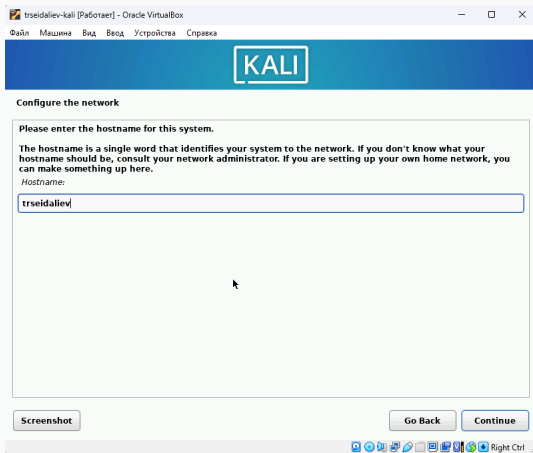 trseidaliev-kali [Работает] - Oracle VirtualBox
Файл Машина Вид Ввод Устройства Справка
KALI
Configure the network
Please enter the hostname for this system.
The hostname is a single word that identifies your system to the network. If you don't know what your
hostname should be, consult your network administrator. If you are setting up your own home network, you
can make something up here.
Hostname:
trseidaliev
Screenshot Go Back Continue
Right Ctrl